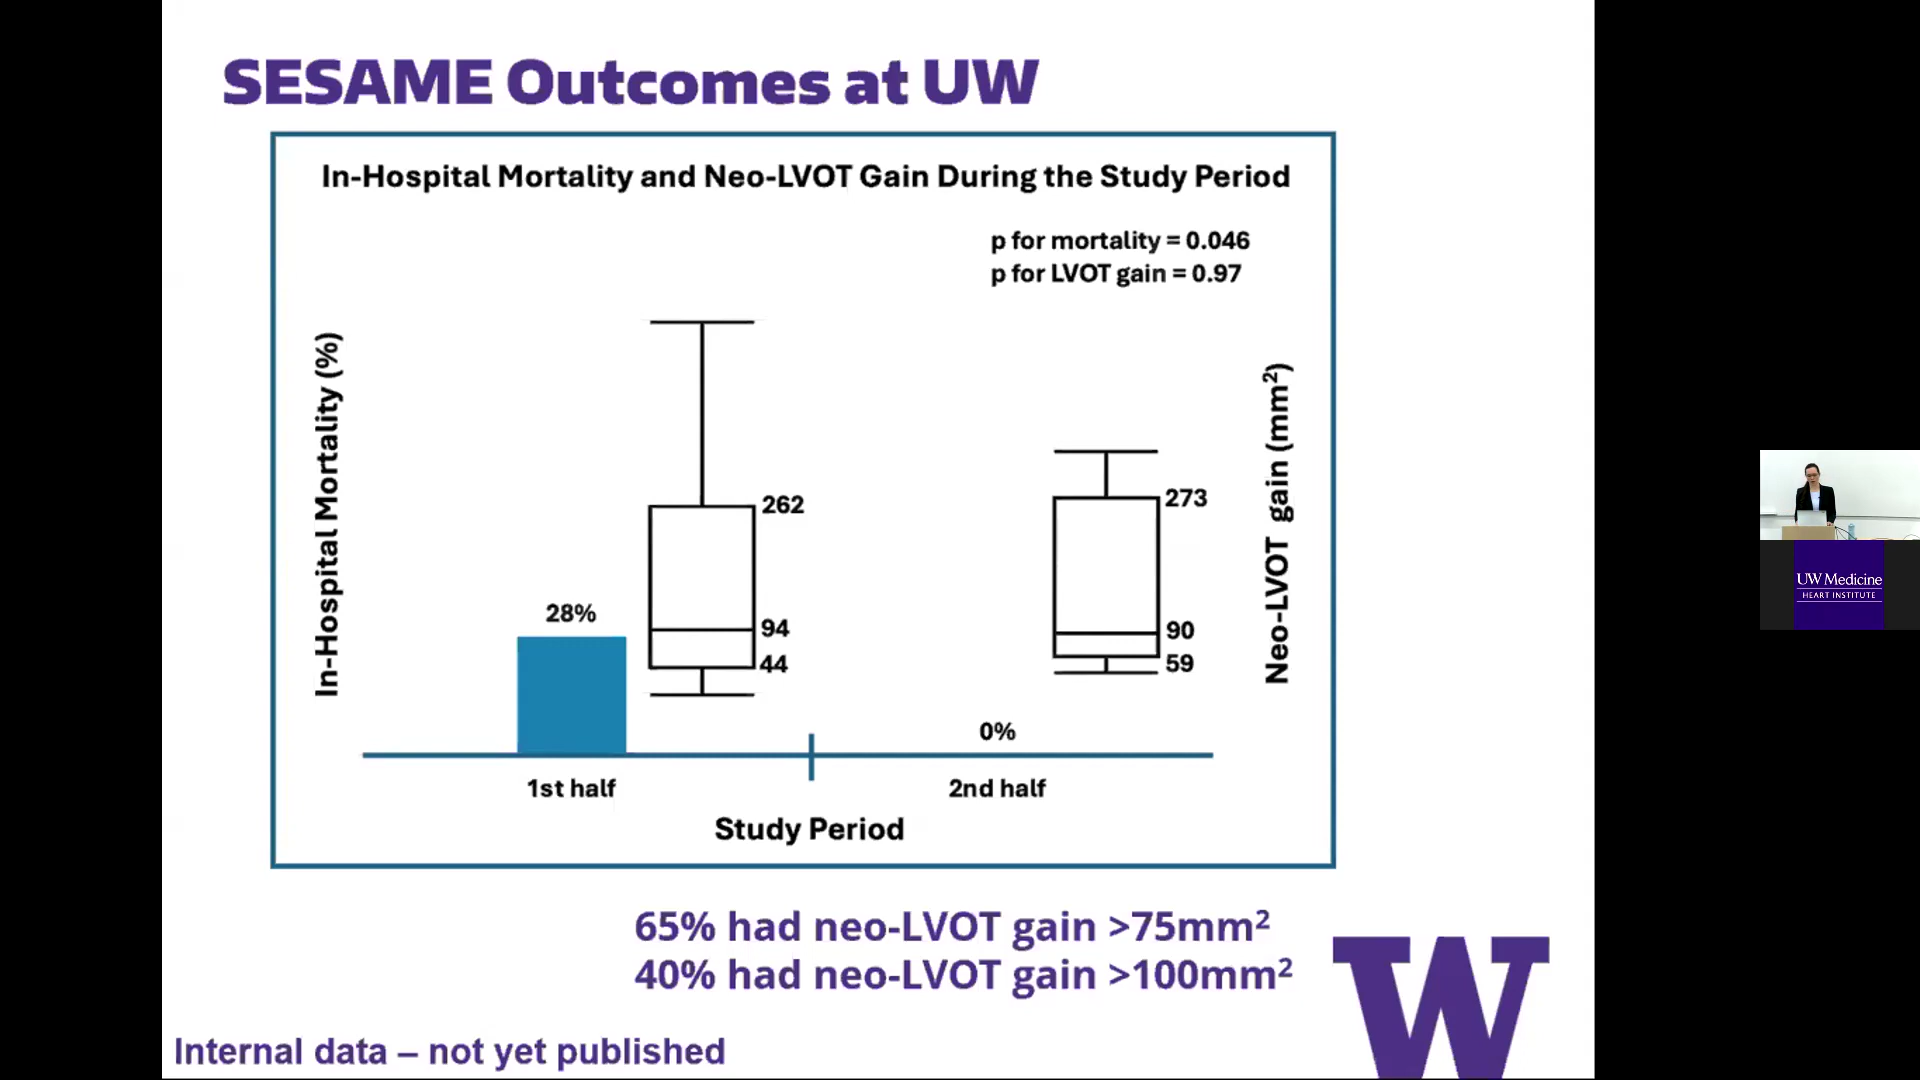 SESAME Outcomes at UW
In-Hospital Mortality and Neo-LVOT Gain During the Study Period
p for mortality = 0.046
p for LVOT gain = 0.97
In-Hospital Mortality (%)
Neo-LVOT gain (mm²)
262
94
44
28%
273
90
59
0%
1st half
2nd half
Study Period
65% had neo-LVOT gain >75mm²
40% had neo-LVOT gain >100mm²
W
Internal data – not yet published
UW Medicine
HEART INSTITUTE